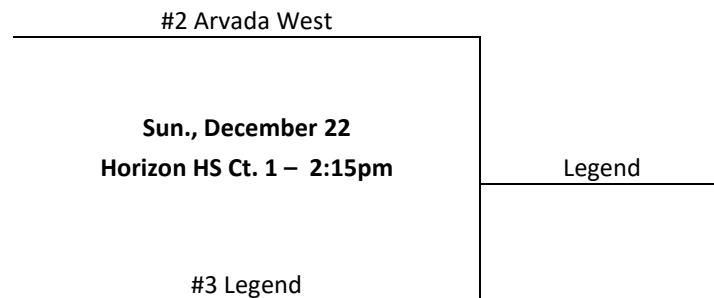 #2 Arvada West
Sun., December 22
Horizon HS Ct. 1 – 2:15pm
Legend
#3 Legend